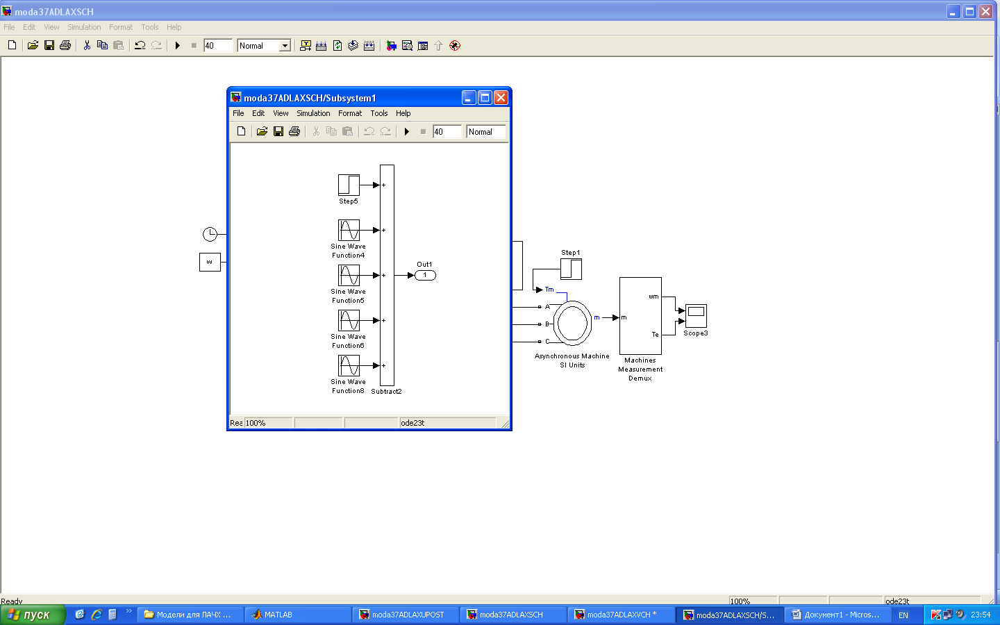 moda37ADLAXSCH
File Edit View Simulation Format Tools Help
40 Normal
moda37ADLAXSCH/Subsystem1
File Edit View Simulation Format Tools Help
40 Normal
Step5
Sine Wave
Function4
Sine Wave
Function5
Sine Wave
Function6
Sine Wave
Function8
Subtract2
Out1
1
Rea 100% ode23t
w
Step1
Tm
A
B
C
m
Asynchronous Machine
SI Units
m
wm
Te
Machines
Measurement
Demux
Scope3
Ready 100% ode23t
пуск
Модели для ЛАЧХ ...
MATLAB
moda37ADLAXUPOST
moda37ADLAXSCH
moda37ADLAXVCH *
moda37ADLAXSCH/S...
Документ1 - Micros...
EN
23:54